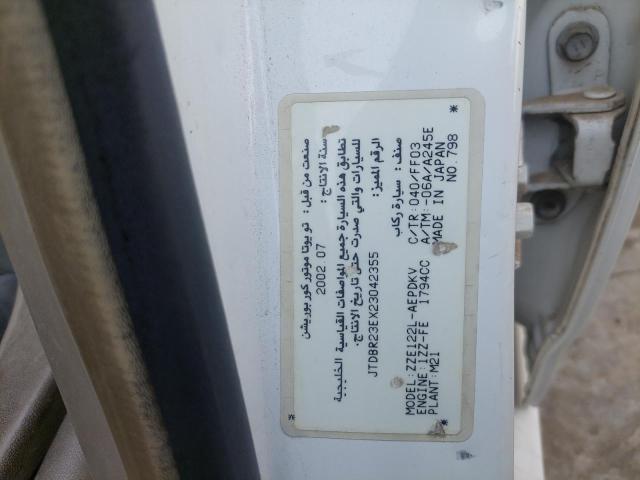 صنعت من قبل : تويوتا موتور كوربوريشن
سنة الانتاج : 2002.07
تطابق هذه السيارة جميع المواصفات القياسية الخليجية
للسيارات والتي صدرت حتى تاريخ الانتاج.
الرقم المميز: JTDBR23EX23042355
صنف : سيارة ركاب
MODEL:ZZE122L-AEPDKV C/TR:040/FF03
ENGINE:1ZZ-FE 1794CC A/TM:-06A/A245E
PLANT:M21 MADE IN JAPAN
NO.798